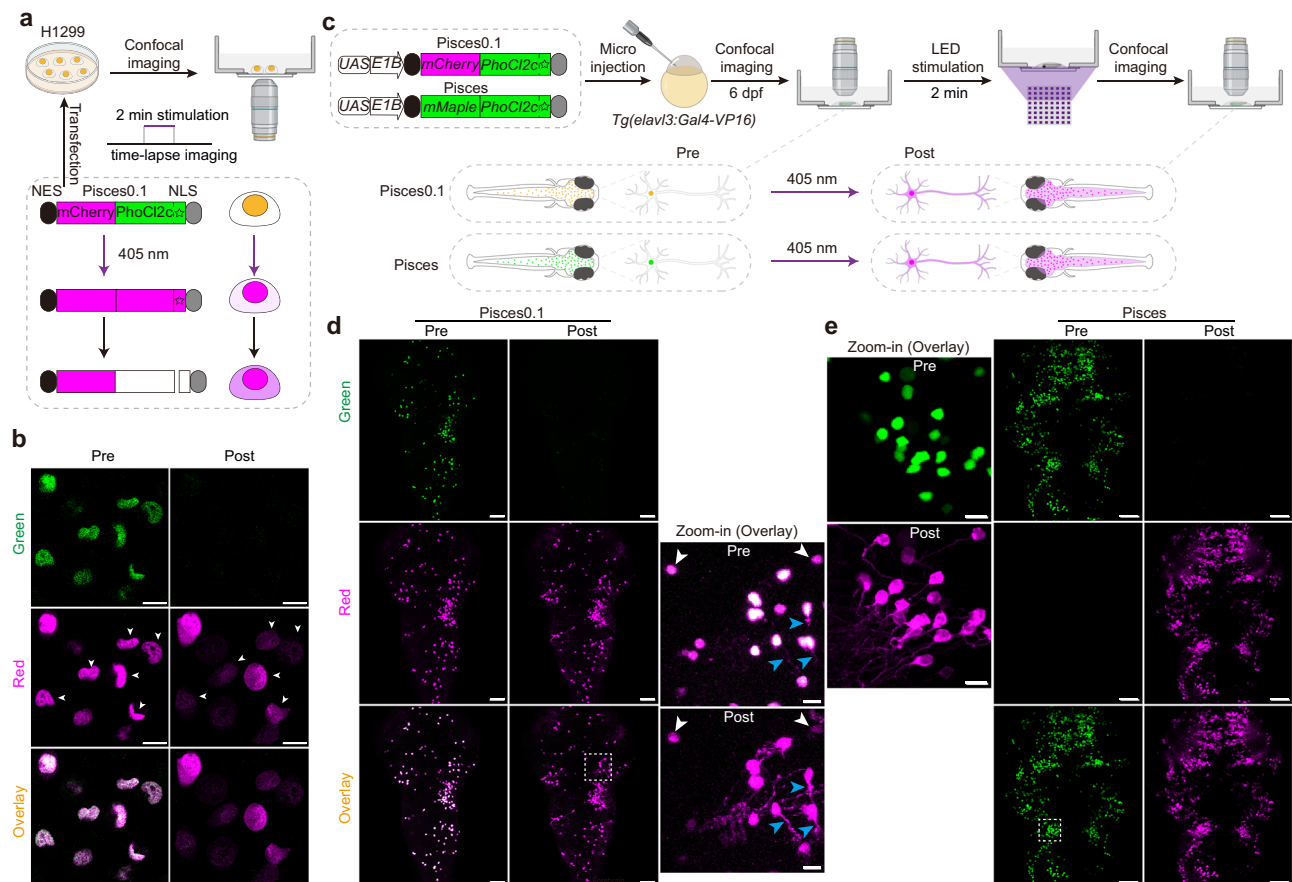 a
H1299
Confocal
imaging
Transfection
2 min stimulation
time-lapse imaging
NES
Pisces0.1
NLS
mCherry
PhoCl2c
405 nm
b
Pre
Post
Green
Red
Overlay
c
Pisces0.1
UAS
E1B
mCherry
PhoCl2c
Pisces
UAS
E1B
mMaple
PhoCl2c
Micro
injection
Tg(elavl3:Gal4-VP16)
Confocal
imaging
6 dpf
LED
stimulation
2 min
Confocal
imaging
Pre
Post
Pisces0.1
405 nm
Pisces
405 nm
d
Pisces0.1
Pre
Post
Green
Red
Overlay
Zoom-in (Overlay)
Pre
Post
e
Pisces
Pre
Post
Zoom-in (Overlay)
Pre
Post